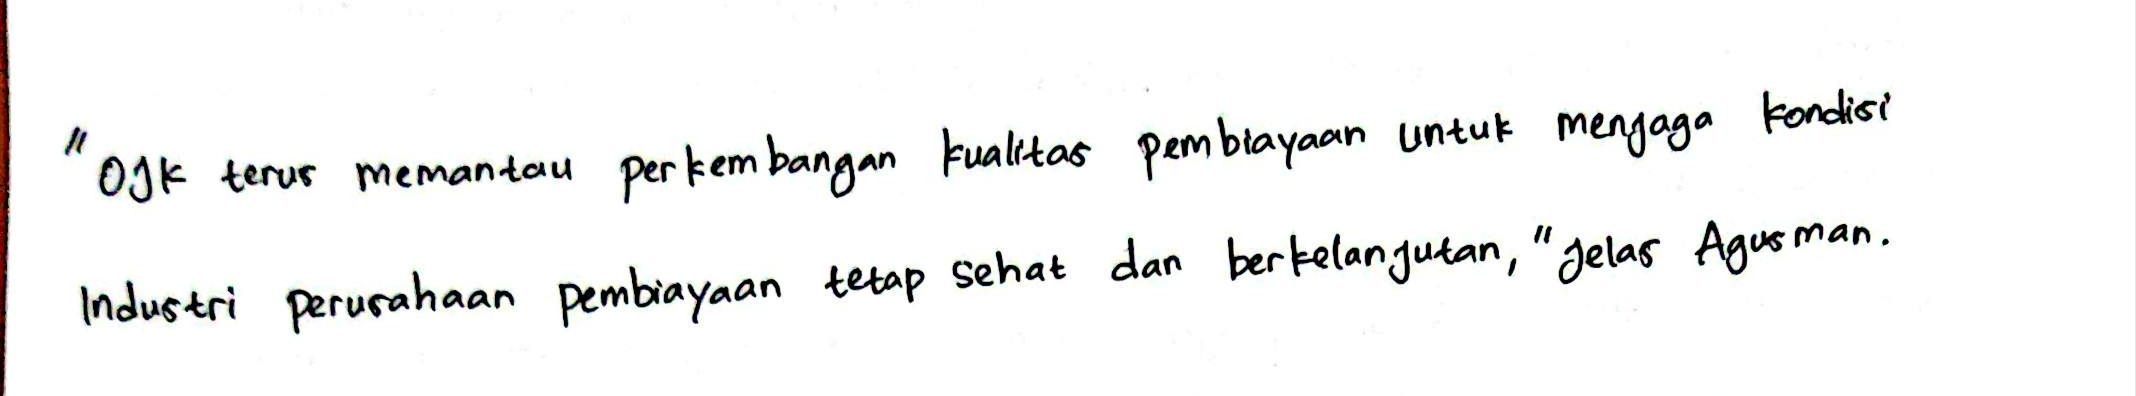 "OJK terus memantau perkembangan kualitas pembiayaan untuk menjaga kondisi
Industri perusahaan pembiayaan tetap sehat dan berkelanjutan," jelas Agusman.